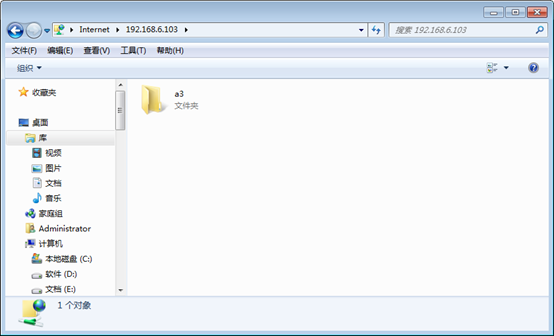 Internet 192.168.6.103
搜索 192.168.6.103
文件(F) 编辑(E) 查看(V) 工具(T) 帮助(H)
组织
收藏夹
桌面
库
视频
图片
文档
音乐
家庭组
Administrator
计算机
本地磁盘 (C:)
软件 (D:)
文档 (E:)
a3
文件夹
1 个对象